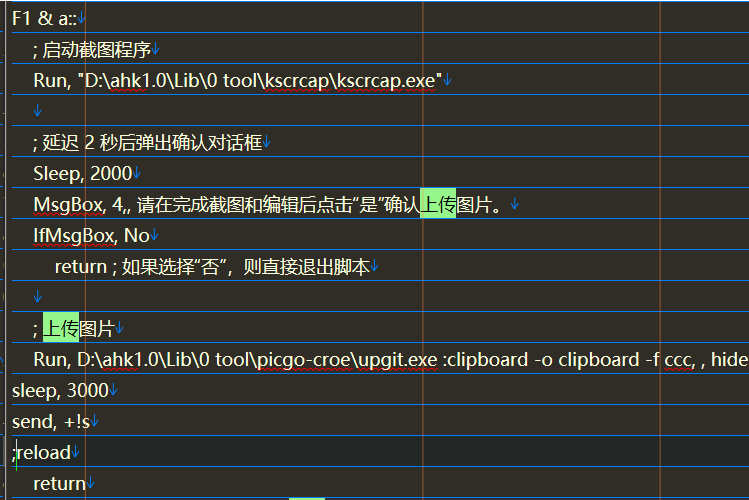 F1 & a::
; 启动截图程序
Run, "D:\ahk1.0\Lib\0 tool\kscrcap\kscrcap.exe"
; 延迟 2 秒后弹出确认对话框
Sleep, 2000
MsgBox, 4,, 请在完成截图和编辑后点击“是”确认上传图片。
IfMsgBox, No
return ; 如果选择“否”，则直接退出脚本
; 上传图片
Run, D:\ahk1.0\Lib\0 tool\picgo-croe\upgit.exe :clipboard -o clipboard -f ccc, , hide
sleep, 3000
send, +!s
;reload
return